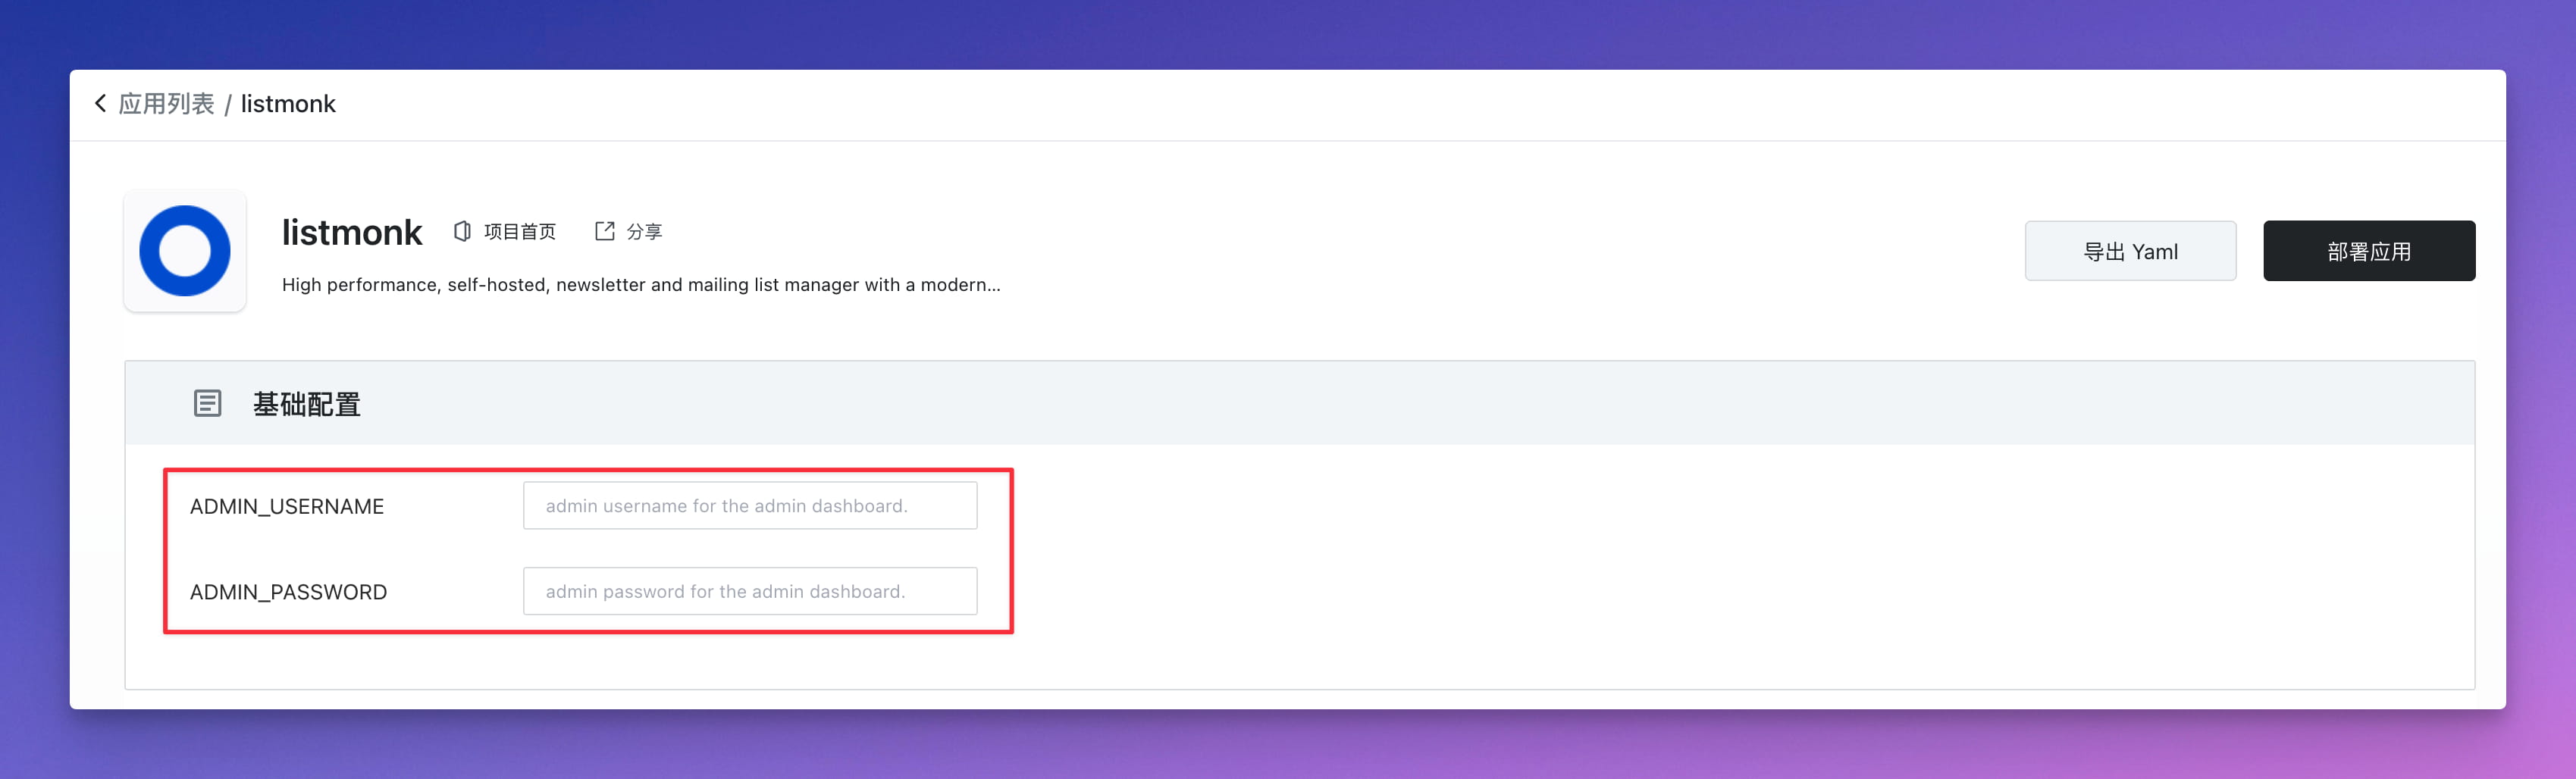 应用列表 / listmonk
listmonk 项目首页 分享
High performance, self-hosted, newsletter and mailing list manager with a modern...
导出 Yaml
部署应用
基础配置
ADMIN_USERNAME admin username for the admin dashboard.
ADMIN_PASSWORD admin password for the admin dashboard.